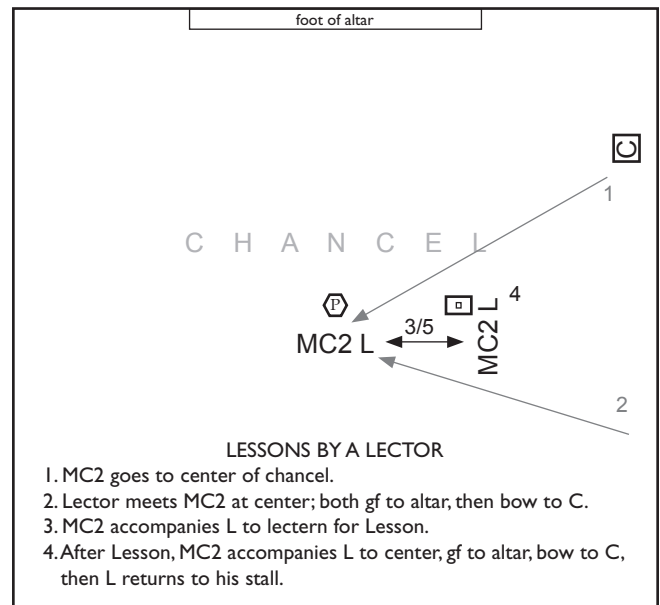 foot of altar
C
1
C H A N C E L
P
4
MC2 L
3/5
MC2 L
2
LESSONS BY A LECTOR
1. MC2 goes to center of chancel.
2. Lector meets MC2 at center; both gf to altar, then bow to C.
3. MC2 accompanies L to lectern for Lesson.
4. After Lesson, MC2 accompanies L to center, gf to altar, bow to C,
then L returns to his stall.